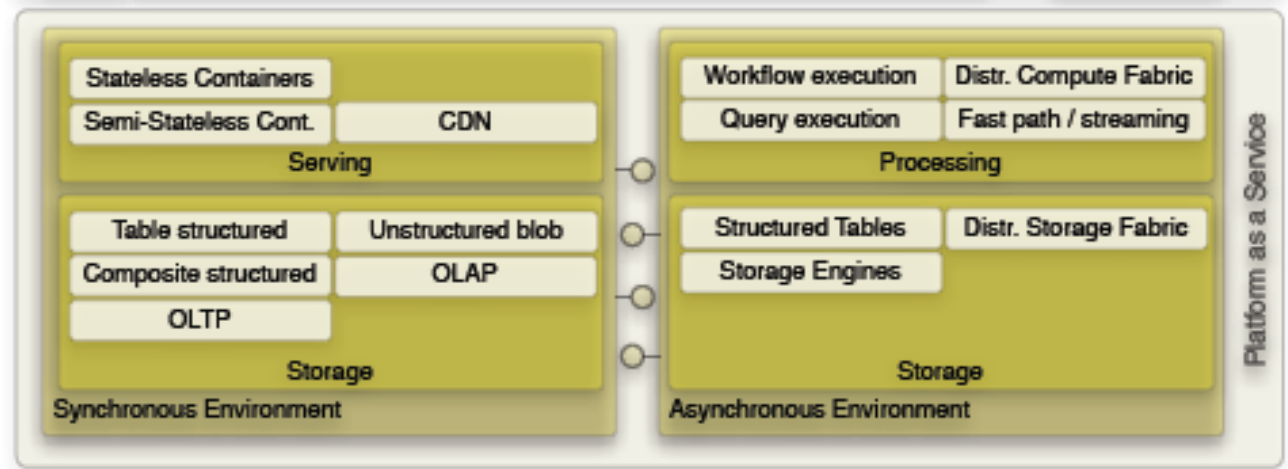 Stateless Containers
Semi-Stateless Cont.
CDN
Serving
Table structured
Unstructured blob
Composite structured
OLAP
OLTP
Storage
Synchronous Environment
Workflow execution
Distr. Compute Fabric
Query execution
Fast path / streaming
Processing
Structured Tables
Distr. Storage Fabric
Storage Engines
Storage
Asynchronous Environment
Platform as a Service